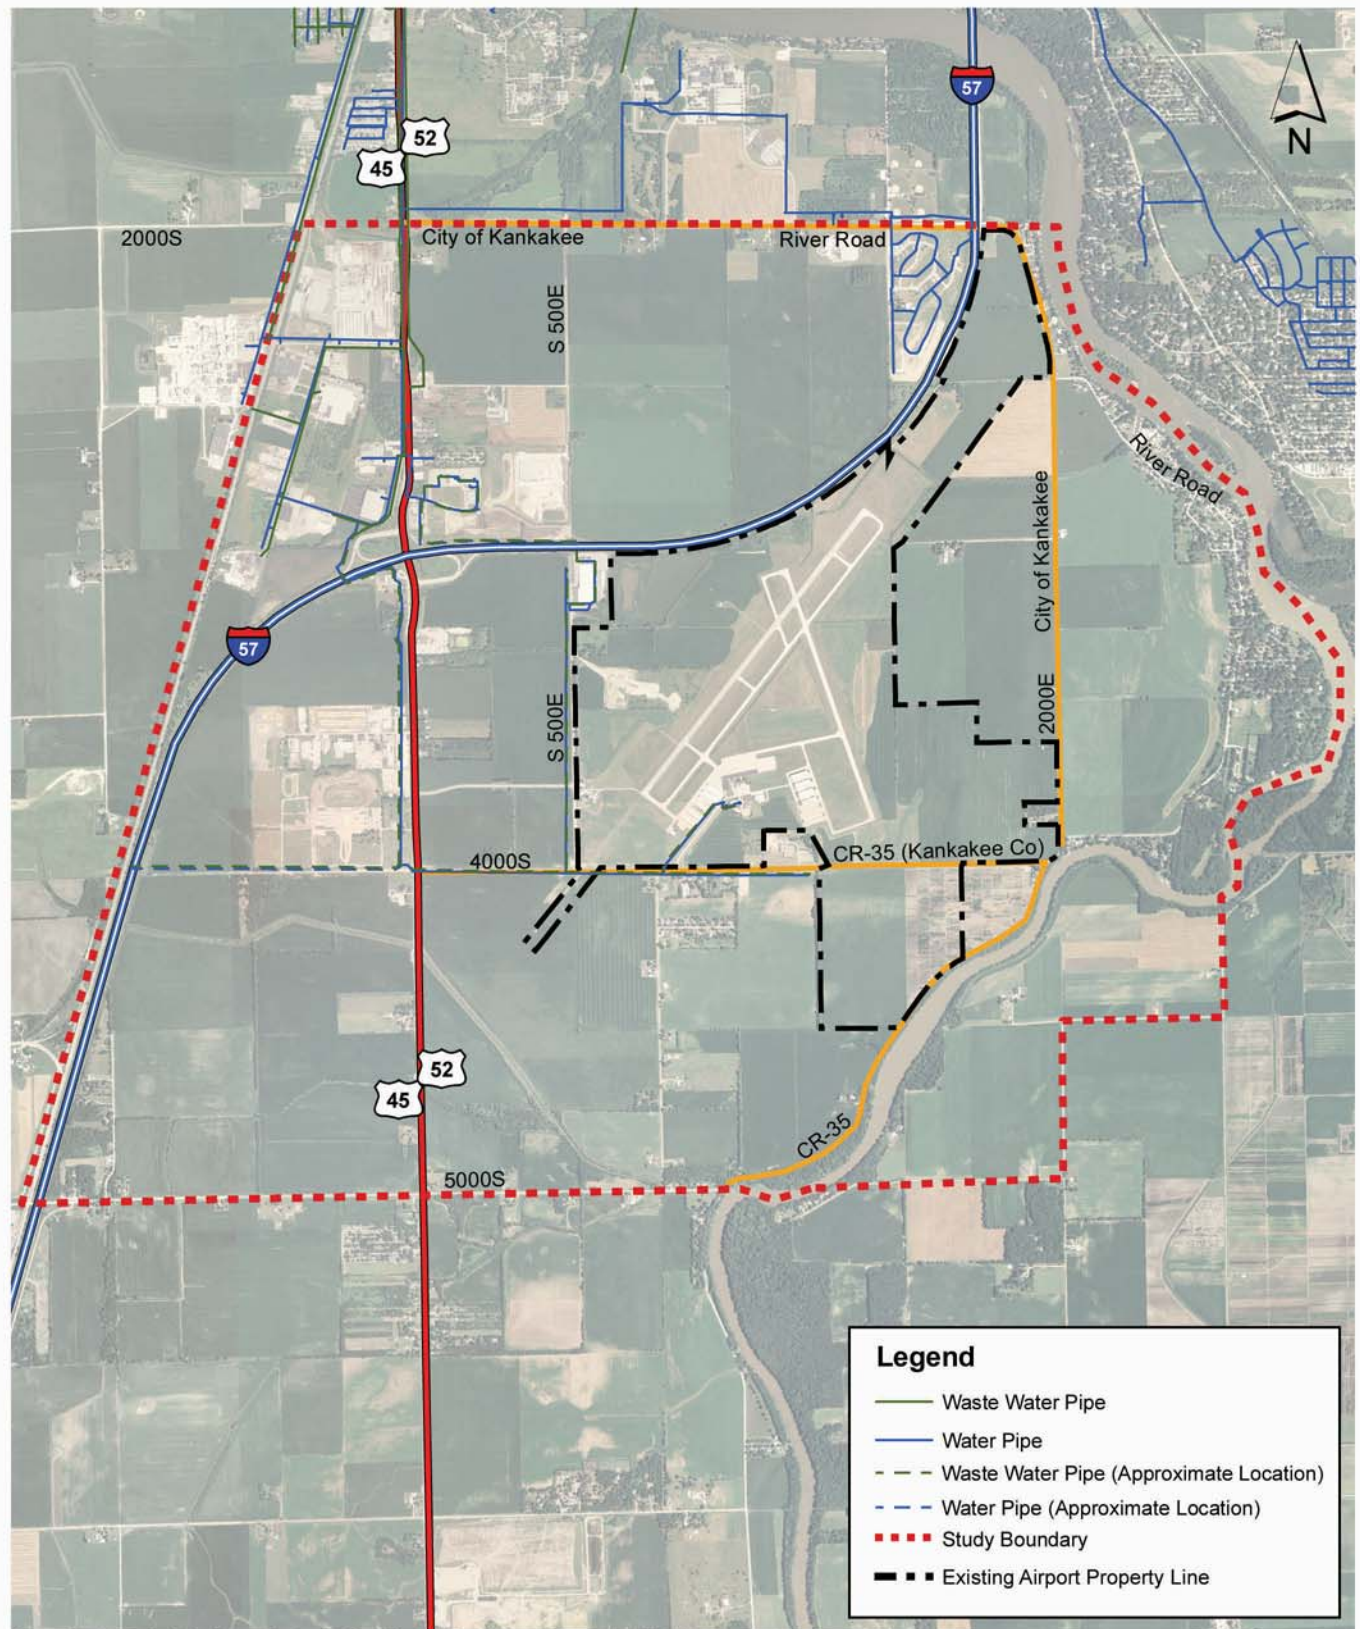 57
N
52
45
2000S
City of Kankakee
River Road
S 500E
River Road
City of Kankakee
57
2000E
S 500E
4000S
CR-35 (Kankakee Co)
52
45
CR-35
5000S
Legend
Waste Water Pipe
Water Pipe
Waste Water Pipe (Approximate Location)
Water Pipe (Approximate Location)
Study Boundary
Existing Airport Property Line